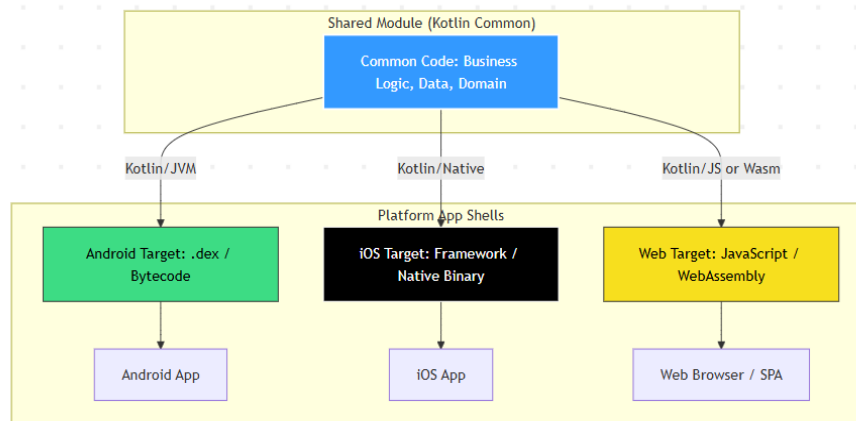 Shared Module (Kotlin Common)
Common Code: Business
Logic, Data, Domain
Kotlin/JVM
Kotlin/Native
Kotlin/JS or Wasm
Platform App Shells
Android Target: .dex /
Bytecode
iOS Target: Framework /
Native Binary
Web Target: JavaScript /
WebAssembly
Android App
iOS App
Web Browser / SPA